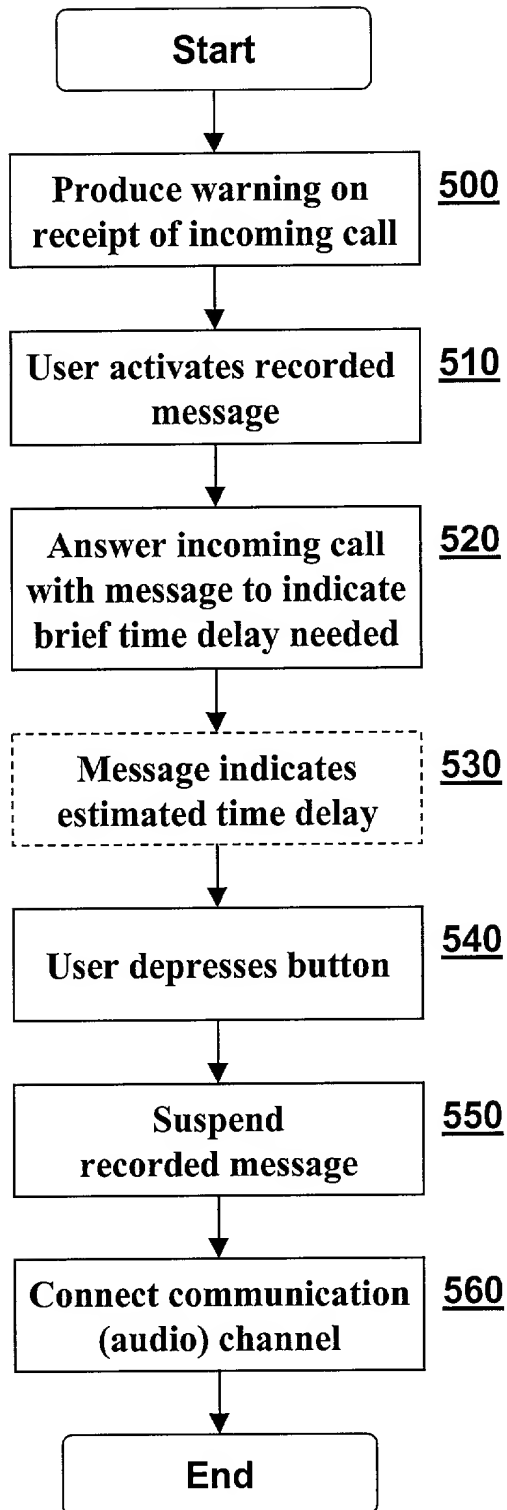 Start
Produce warning on
receipt of incoming call
500
User activates recorded
message
510
Answer incoming call
with message to indicate
brief time delay needed
520
Message indicates
estimated time delay
530
User depresses button
540
Suspend
recorded message
550
Connect communication
(audio) channel
560
End